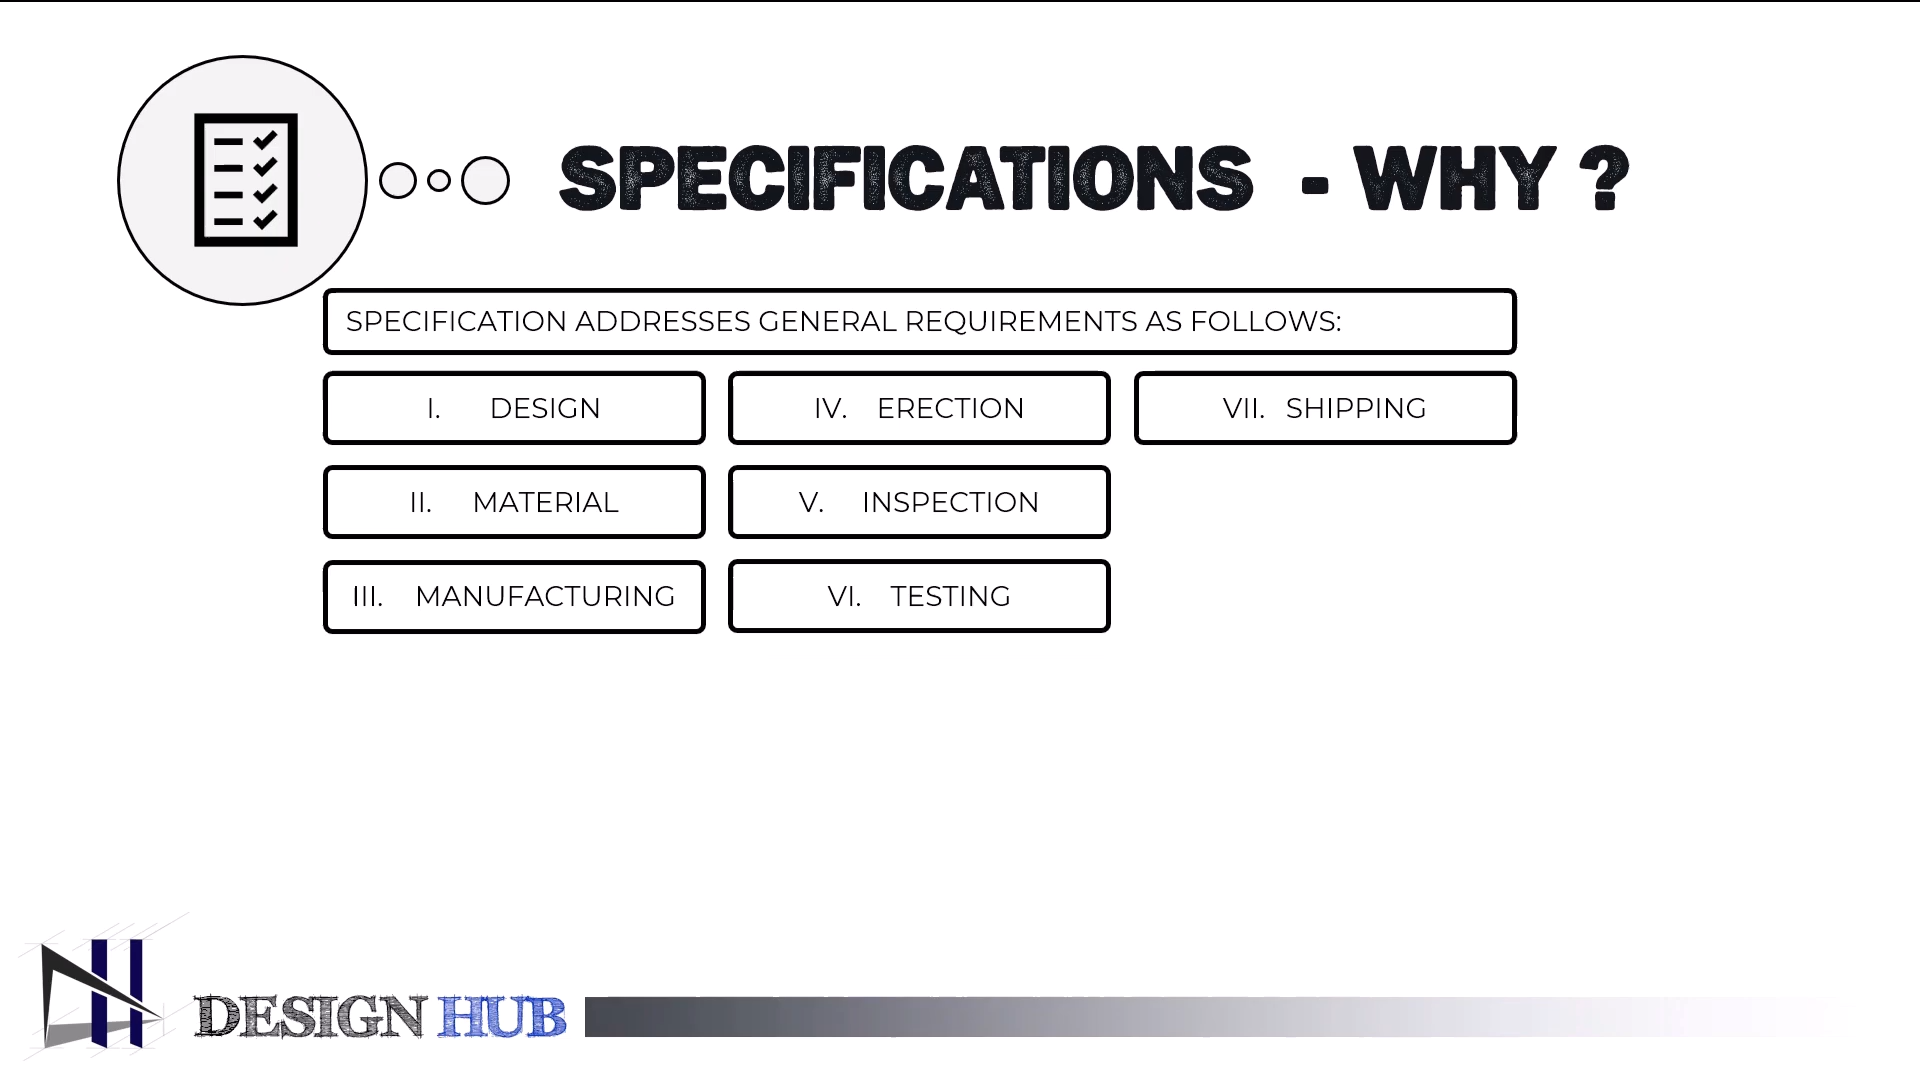 SPECIFICATIONS - WHY ?
SPECIFICATION ADDRESSES GENERAL REQUIREMENTS AS FOLLOWS:
I. DESIGN
II. MATERIAL
III. MANUFACTURING
IV. ERECTION
V. INSPECTION
VI. TESTING
VII. SHIPPING
DESIGN HUB